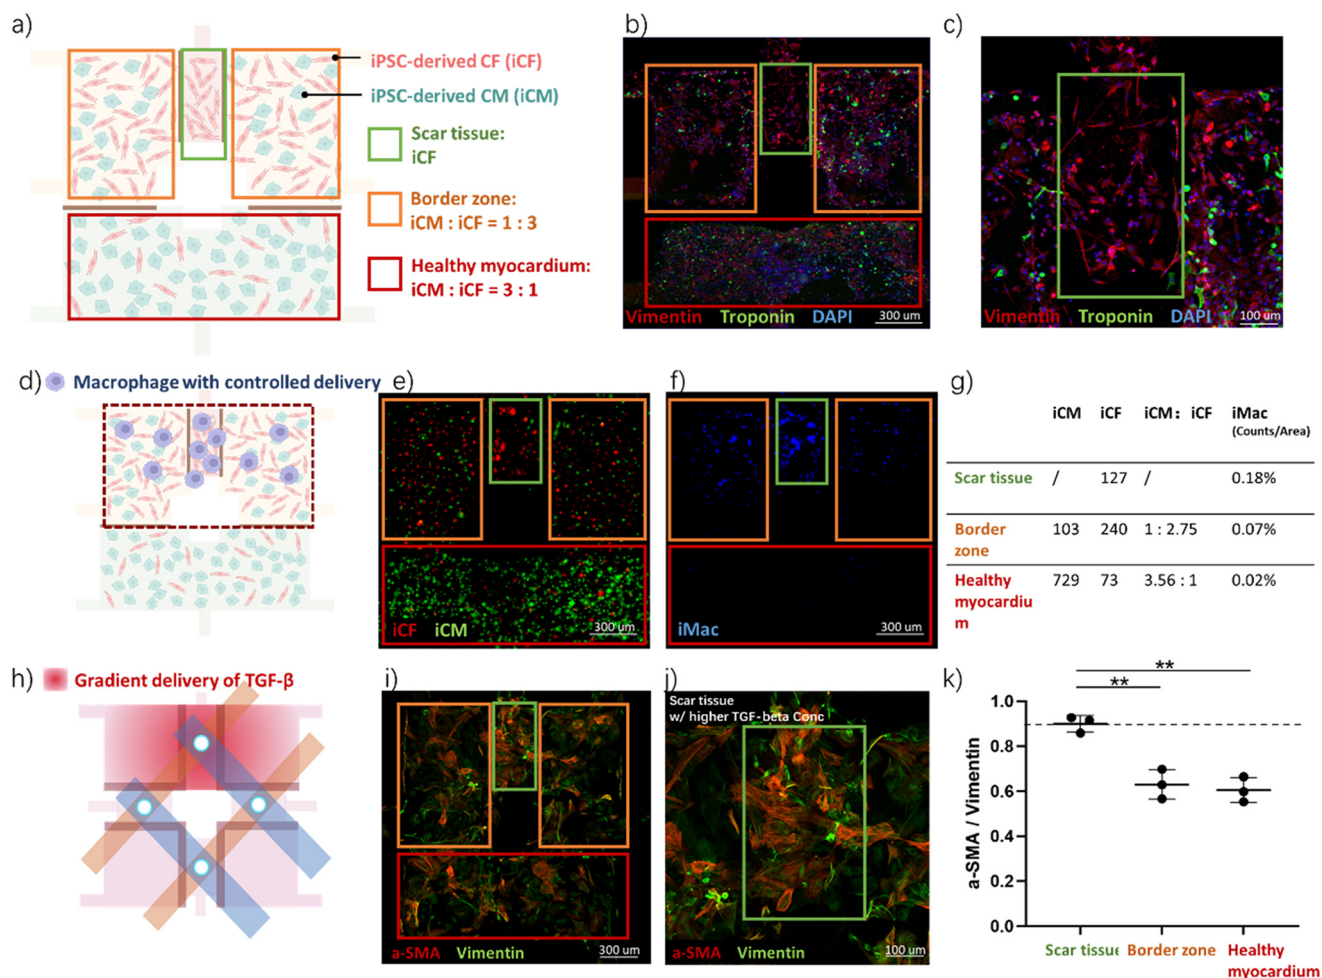 a)
iPSC-derived CF (iCF)
iPSC-derived CM (iCM)
Scar tissue:
iCF
Border zone:
iCM : iCF = 1 : 3
Healthy myocardium:
iCM : iCF = 3 : 1
b)
Vimentin Troponin DAPI
300 um
c)
Vimentin Troponin DAPI
100 um
d) Macrophage with controlled delivery
e)
iCF iCM
300 um
f)
iMac
300 um
g)
iCM iCF iCM : iCF iMac
(Counts/Area)
Scar tissue / 127 / 0.18%
Border
zone
103 240 1 : 2.75 0.07%
Healthy
myocardiu
m
729 73 3.56 : 1 0.02%
h) Gradient delivery of TGF-β
i)
a-SMA Vimentin
300 um
j)
Scar tissue
w/ higher TGF-beta Conc
a-SMA Vimentin
100 um
k)
**
**
a-SMA / Vimentin
1.0
0.8
0.6
0.4
0.2
0.0
Scar tissue Border zone Healthy
myocardium